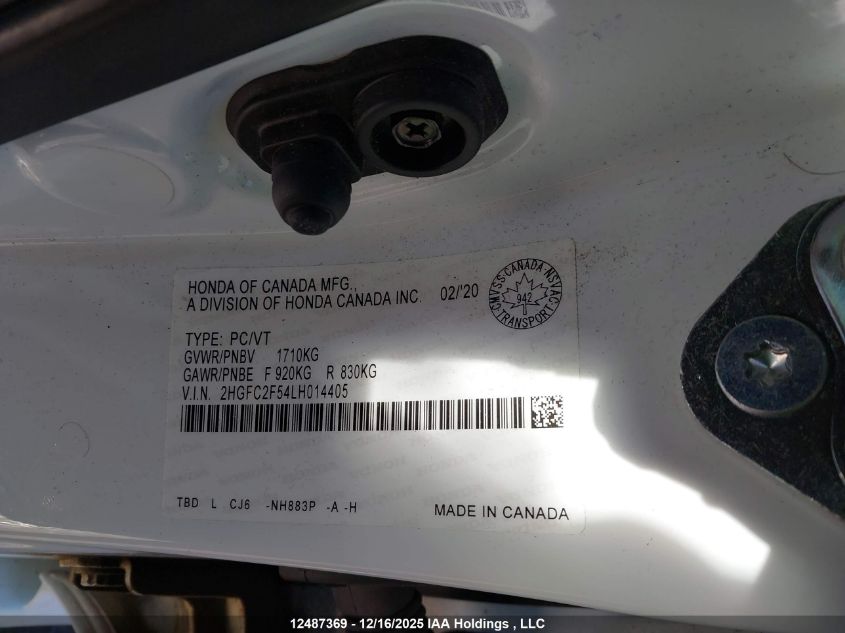 HONDA OF CANADA MFG.,
A DIVISION OF HONDA CANADA INC. 02/'20
CMVSS-CANADA-NSVAC
942
TRANSPORT
TYPE: PC/VT
GVWR/PNBV 1710KG
GAWR/PNBE F 920KG R 830KG
V.I.N. 2HGFC2F54LH014405
TBD L CJ6 -NH883P -A -H
MADE IN CANADA
12487369 - 12/16/2025 IAA Holdings , LLC